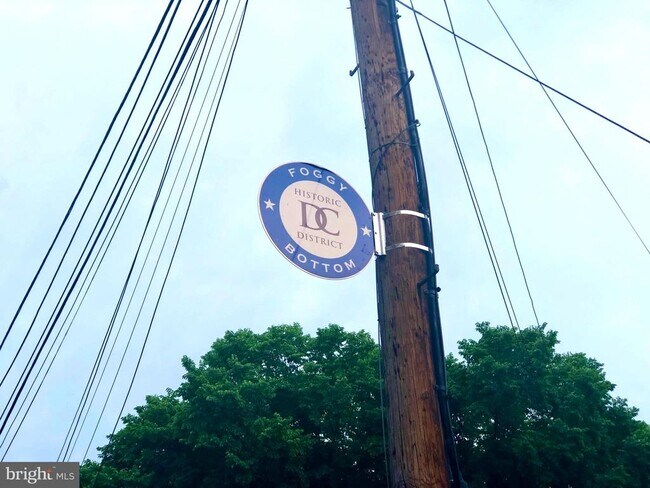 FOGGY
HISTORIC
DC
DISTRICT
BOTTOM
bright MLS